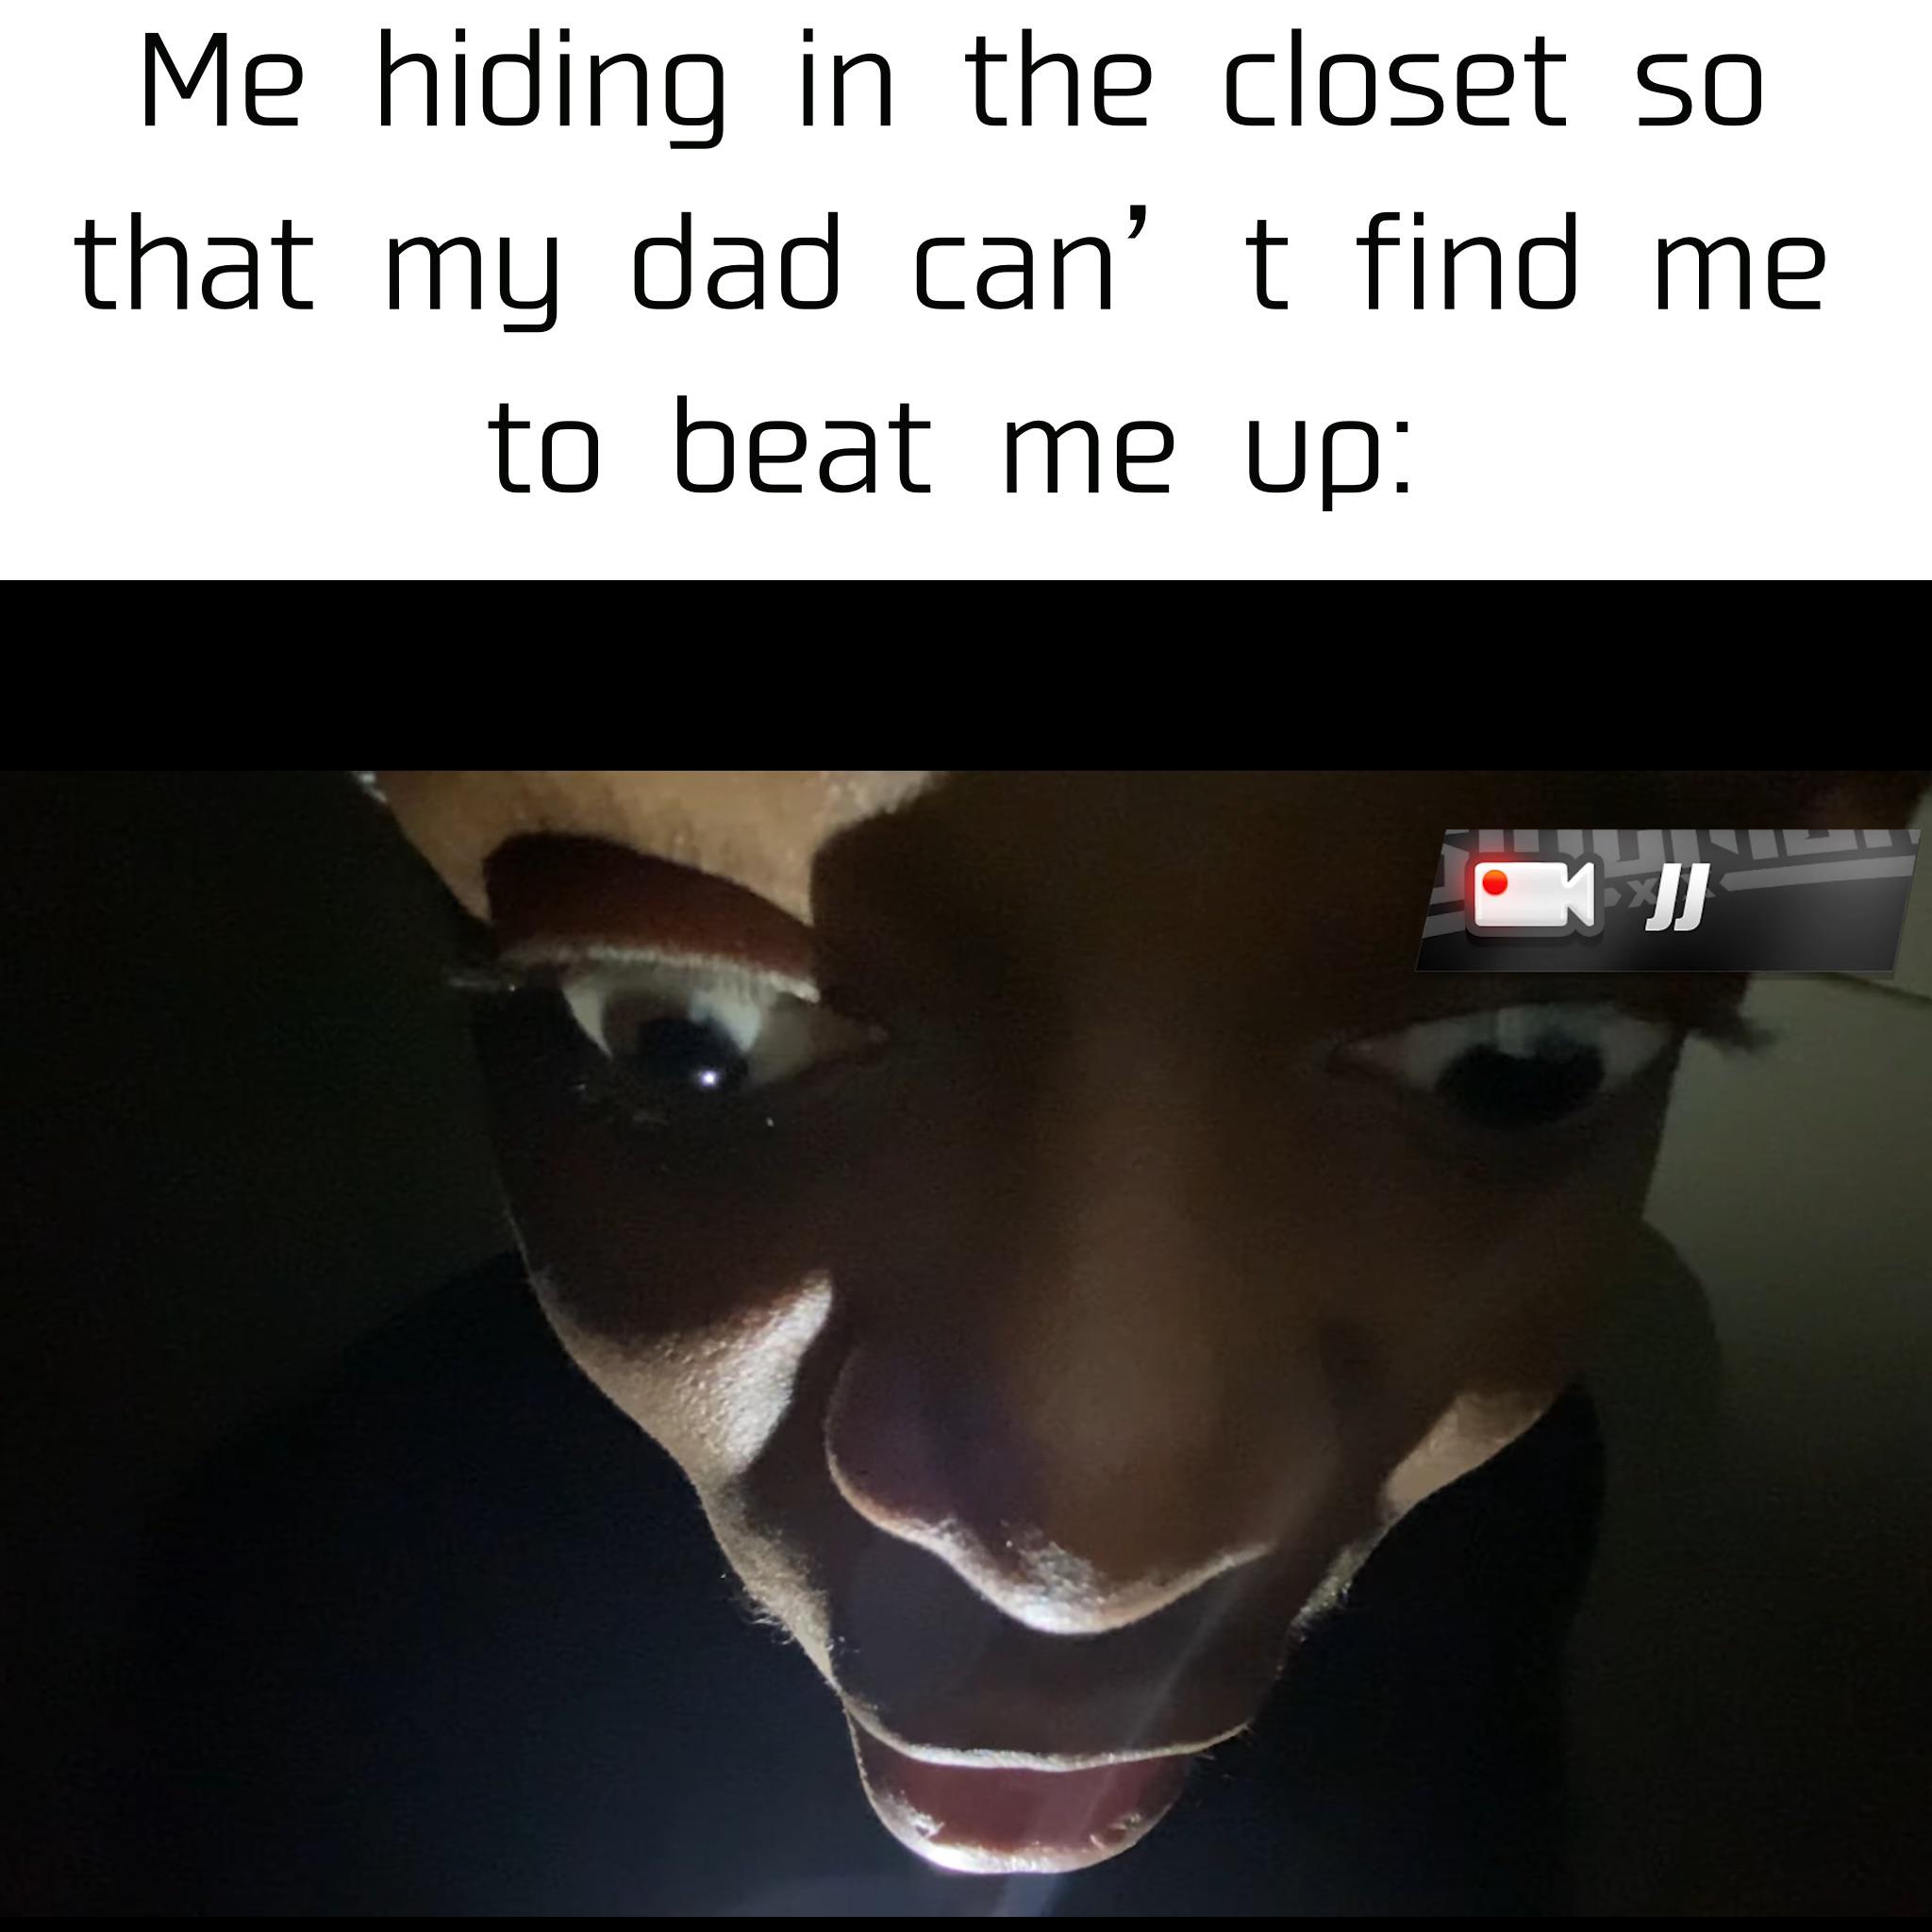 Me hiding in the closet so
that my dad can’ t find me
to beat me up:
JJ